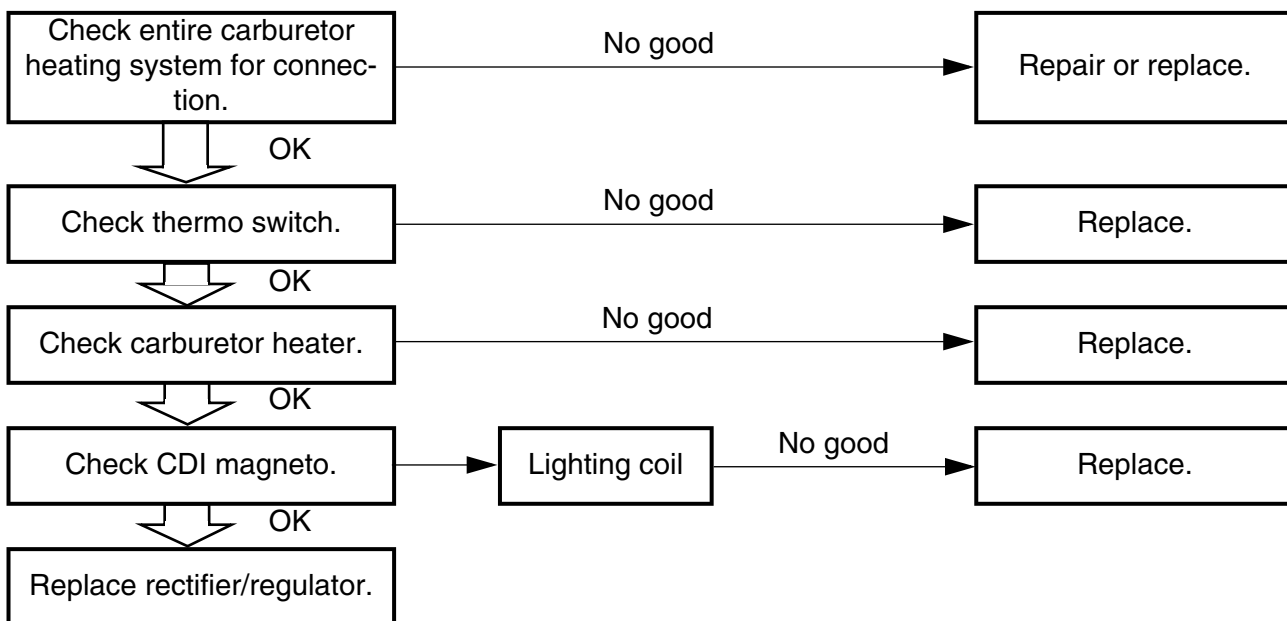 Check entire carburetor
heating system for connec-
tion.
No good
Repair or replace.
OK
Check thermo switch.
No good
Replace.
OK
Check carburetor heater.
No good
Replace.
OK
Check CDI magneto.
Lighting coil
No good
Replace.
OK
Replace rectifier/regulator.